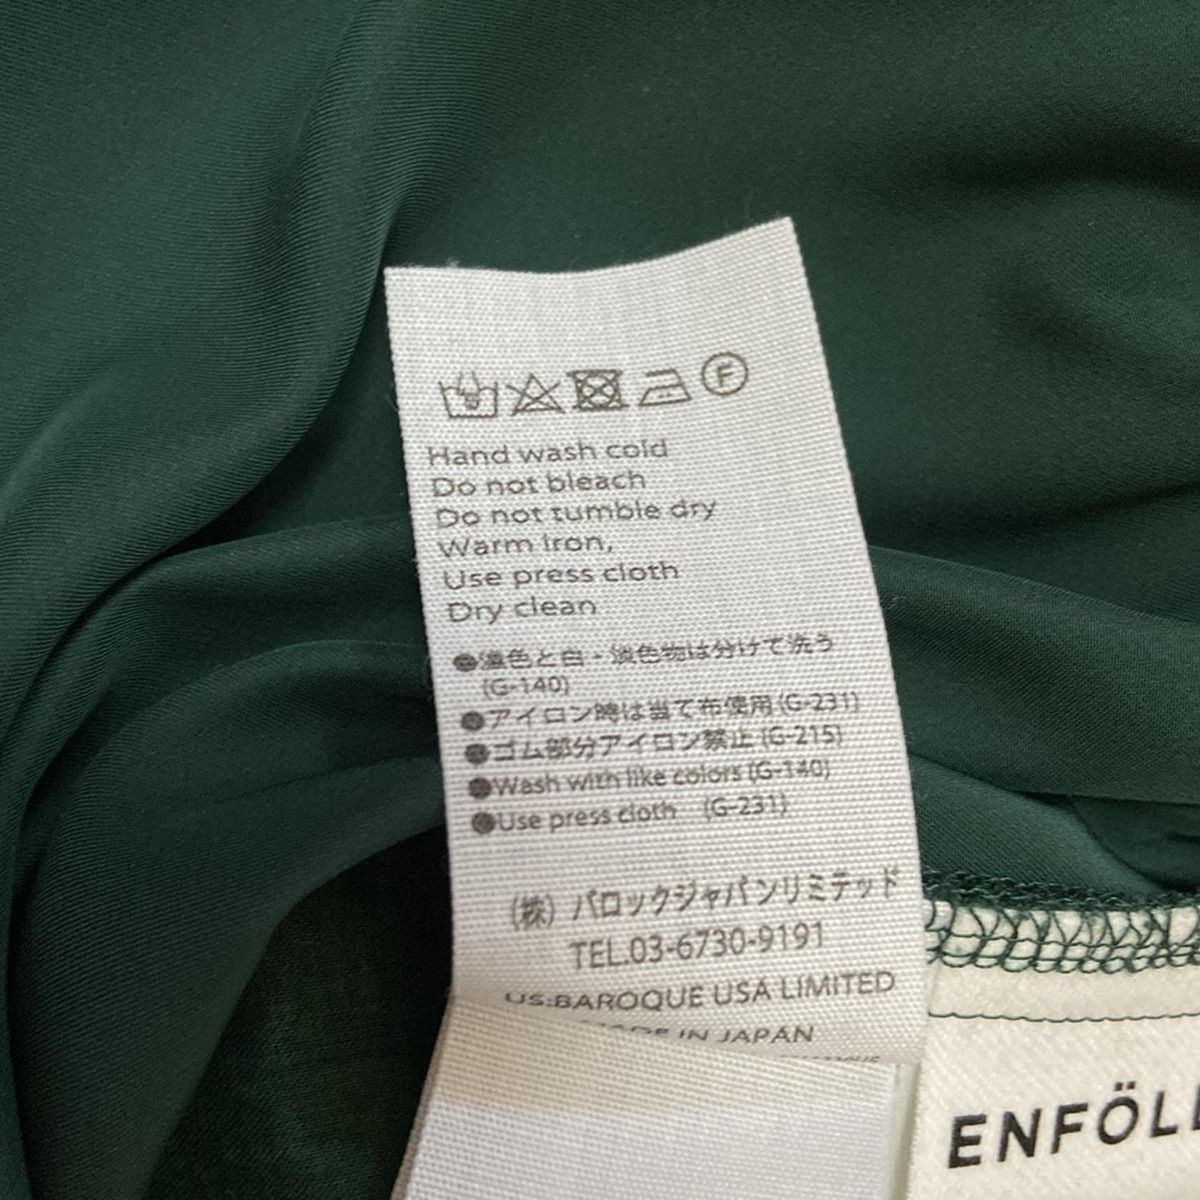 F
Hand wash cold
Do not bleach
Do not tumble dry
Warm iron,
Use press cloth
Dry clean
●濃色と白・淡色物は分けて洗う
(G-140)
●アイロン時は当て布使用 (G-231)
●ゴム部分アイロン禁止 (G-215)
●Wash with like colors (G-140)
●Use press cloth (G-231)
(株) バロックジャパンリミテッド
TEL.03-6730-9191
US:BAROQUE USA LIMITED
MADE IN JAPAN
ENFÖL